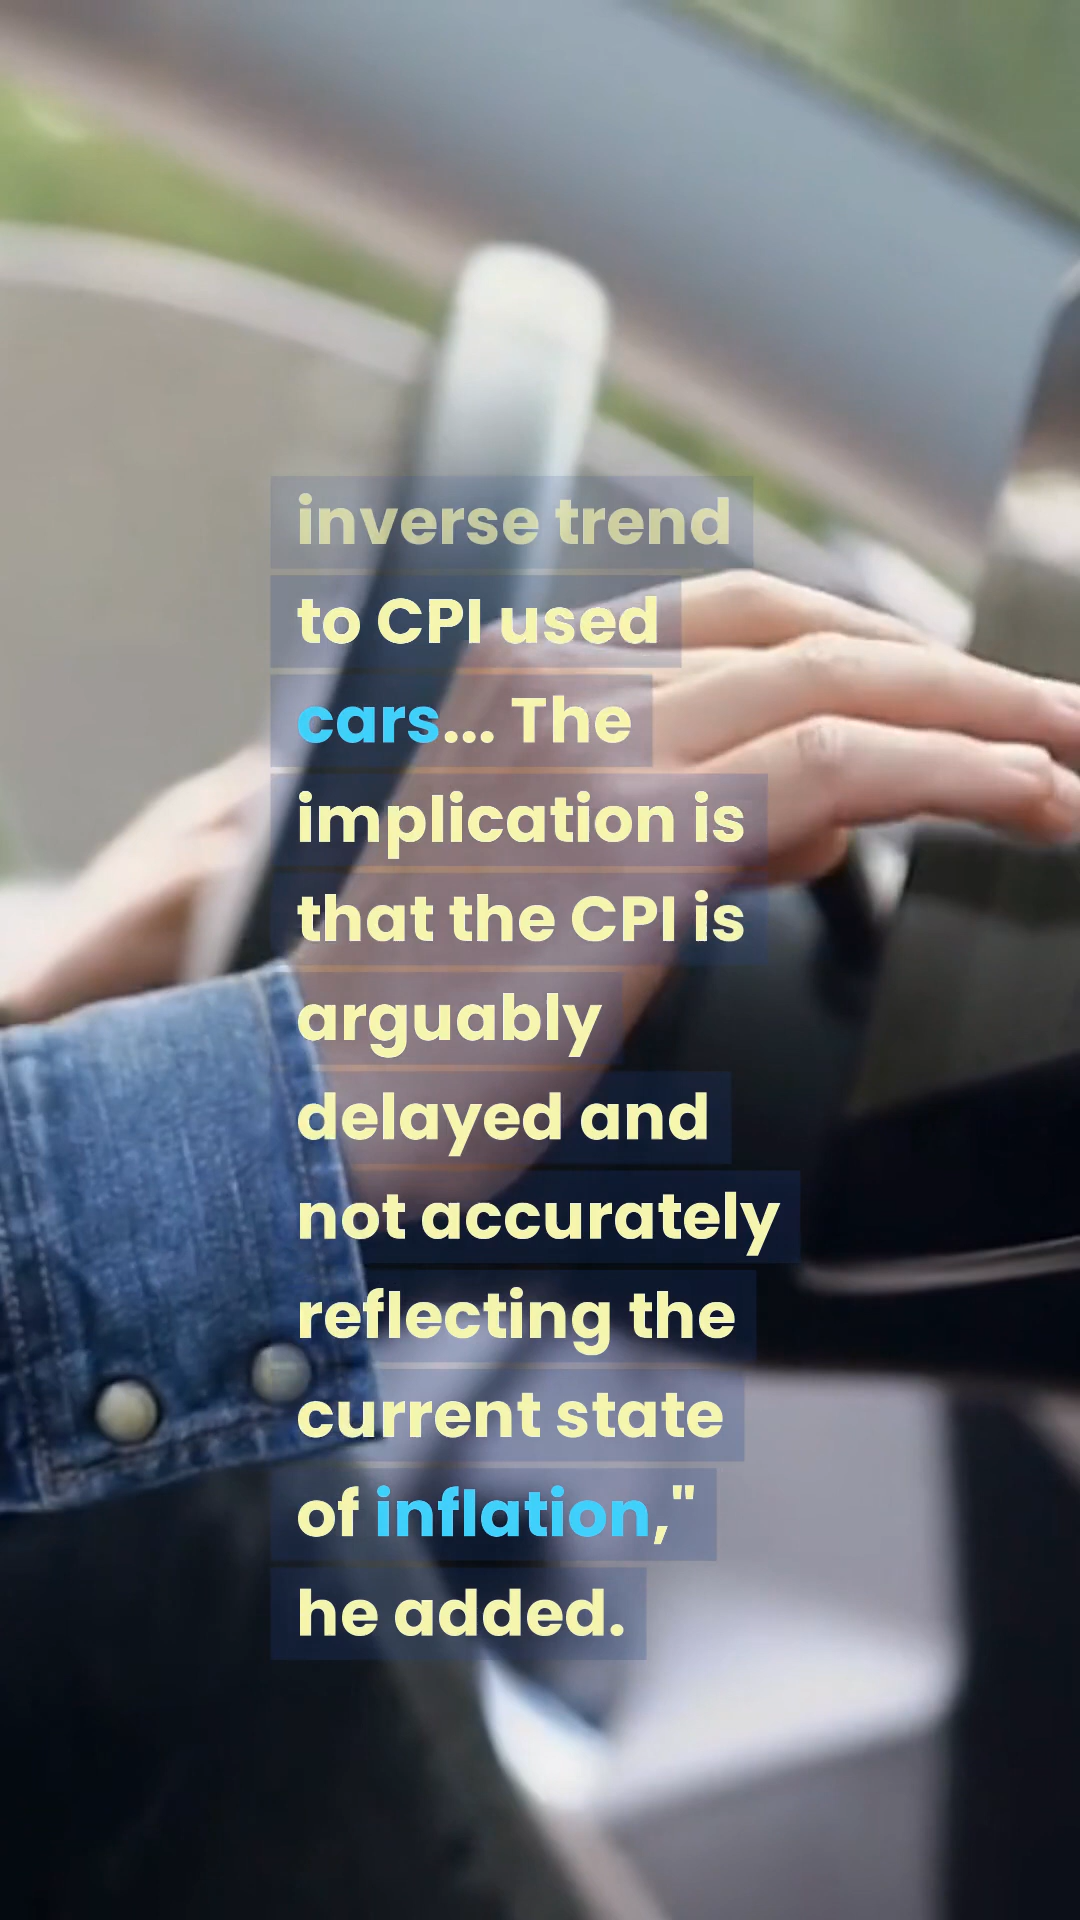 inverse trend
to CPI used
cars... The
implication is
that the CPI is
arguably
delayed and
not accurately
reflecting the
current state
of inflation,"
he added.